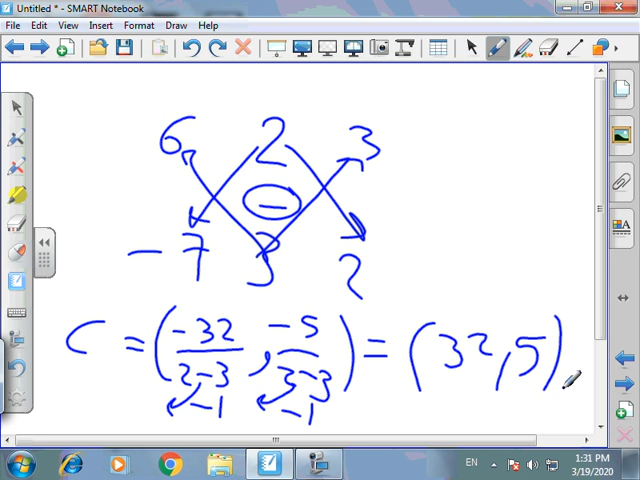 Untitled * - SMART Notebook
File Edit View Insert Format Tools Draw Help
6 2 3
−
- 7 3 2
C = (-32/2-3, -5/3-3) = (32, 5)
-1 -1
EN 1:31 PM
3/19/2020